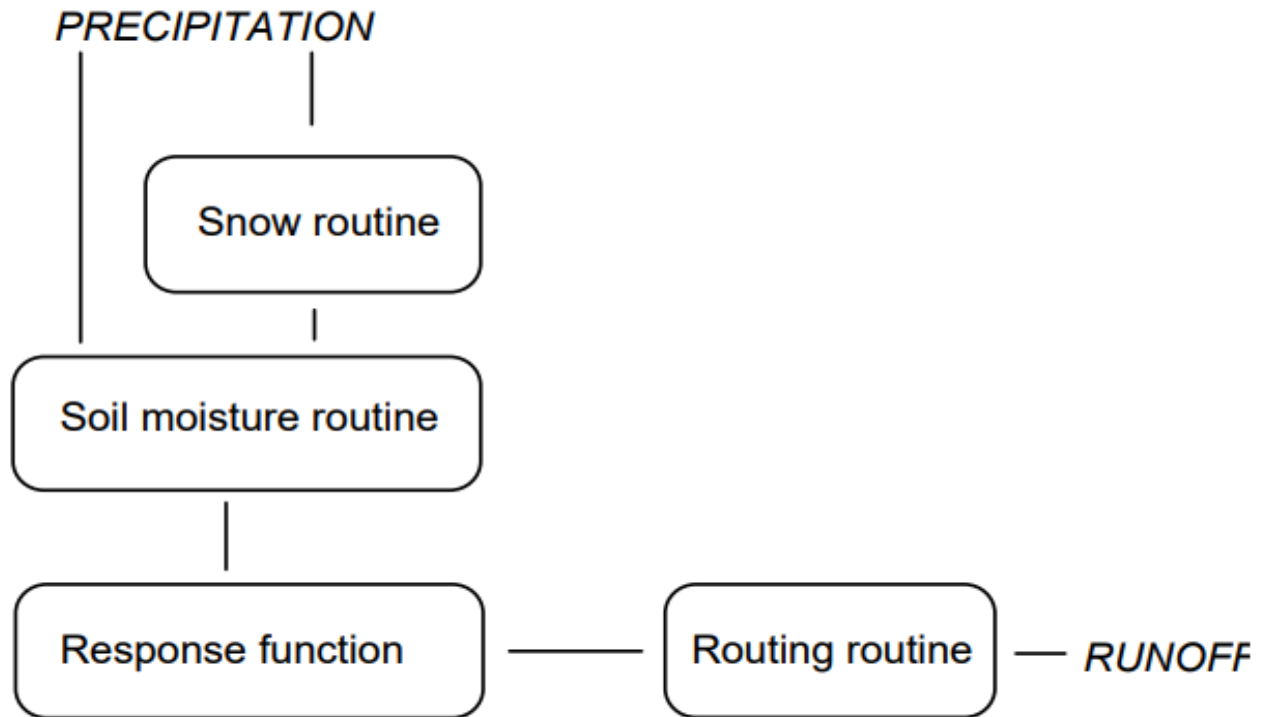 PRECIPITATION
Snow routine
Soil moisture routine
Response function
Routing routine
RUNOFF